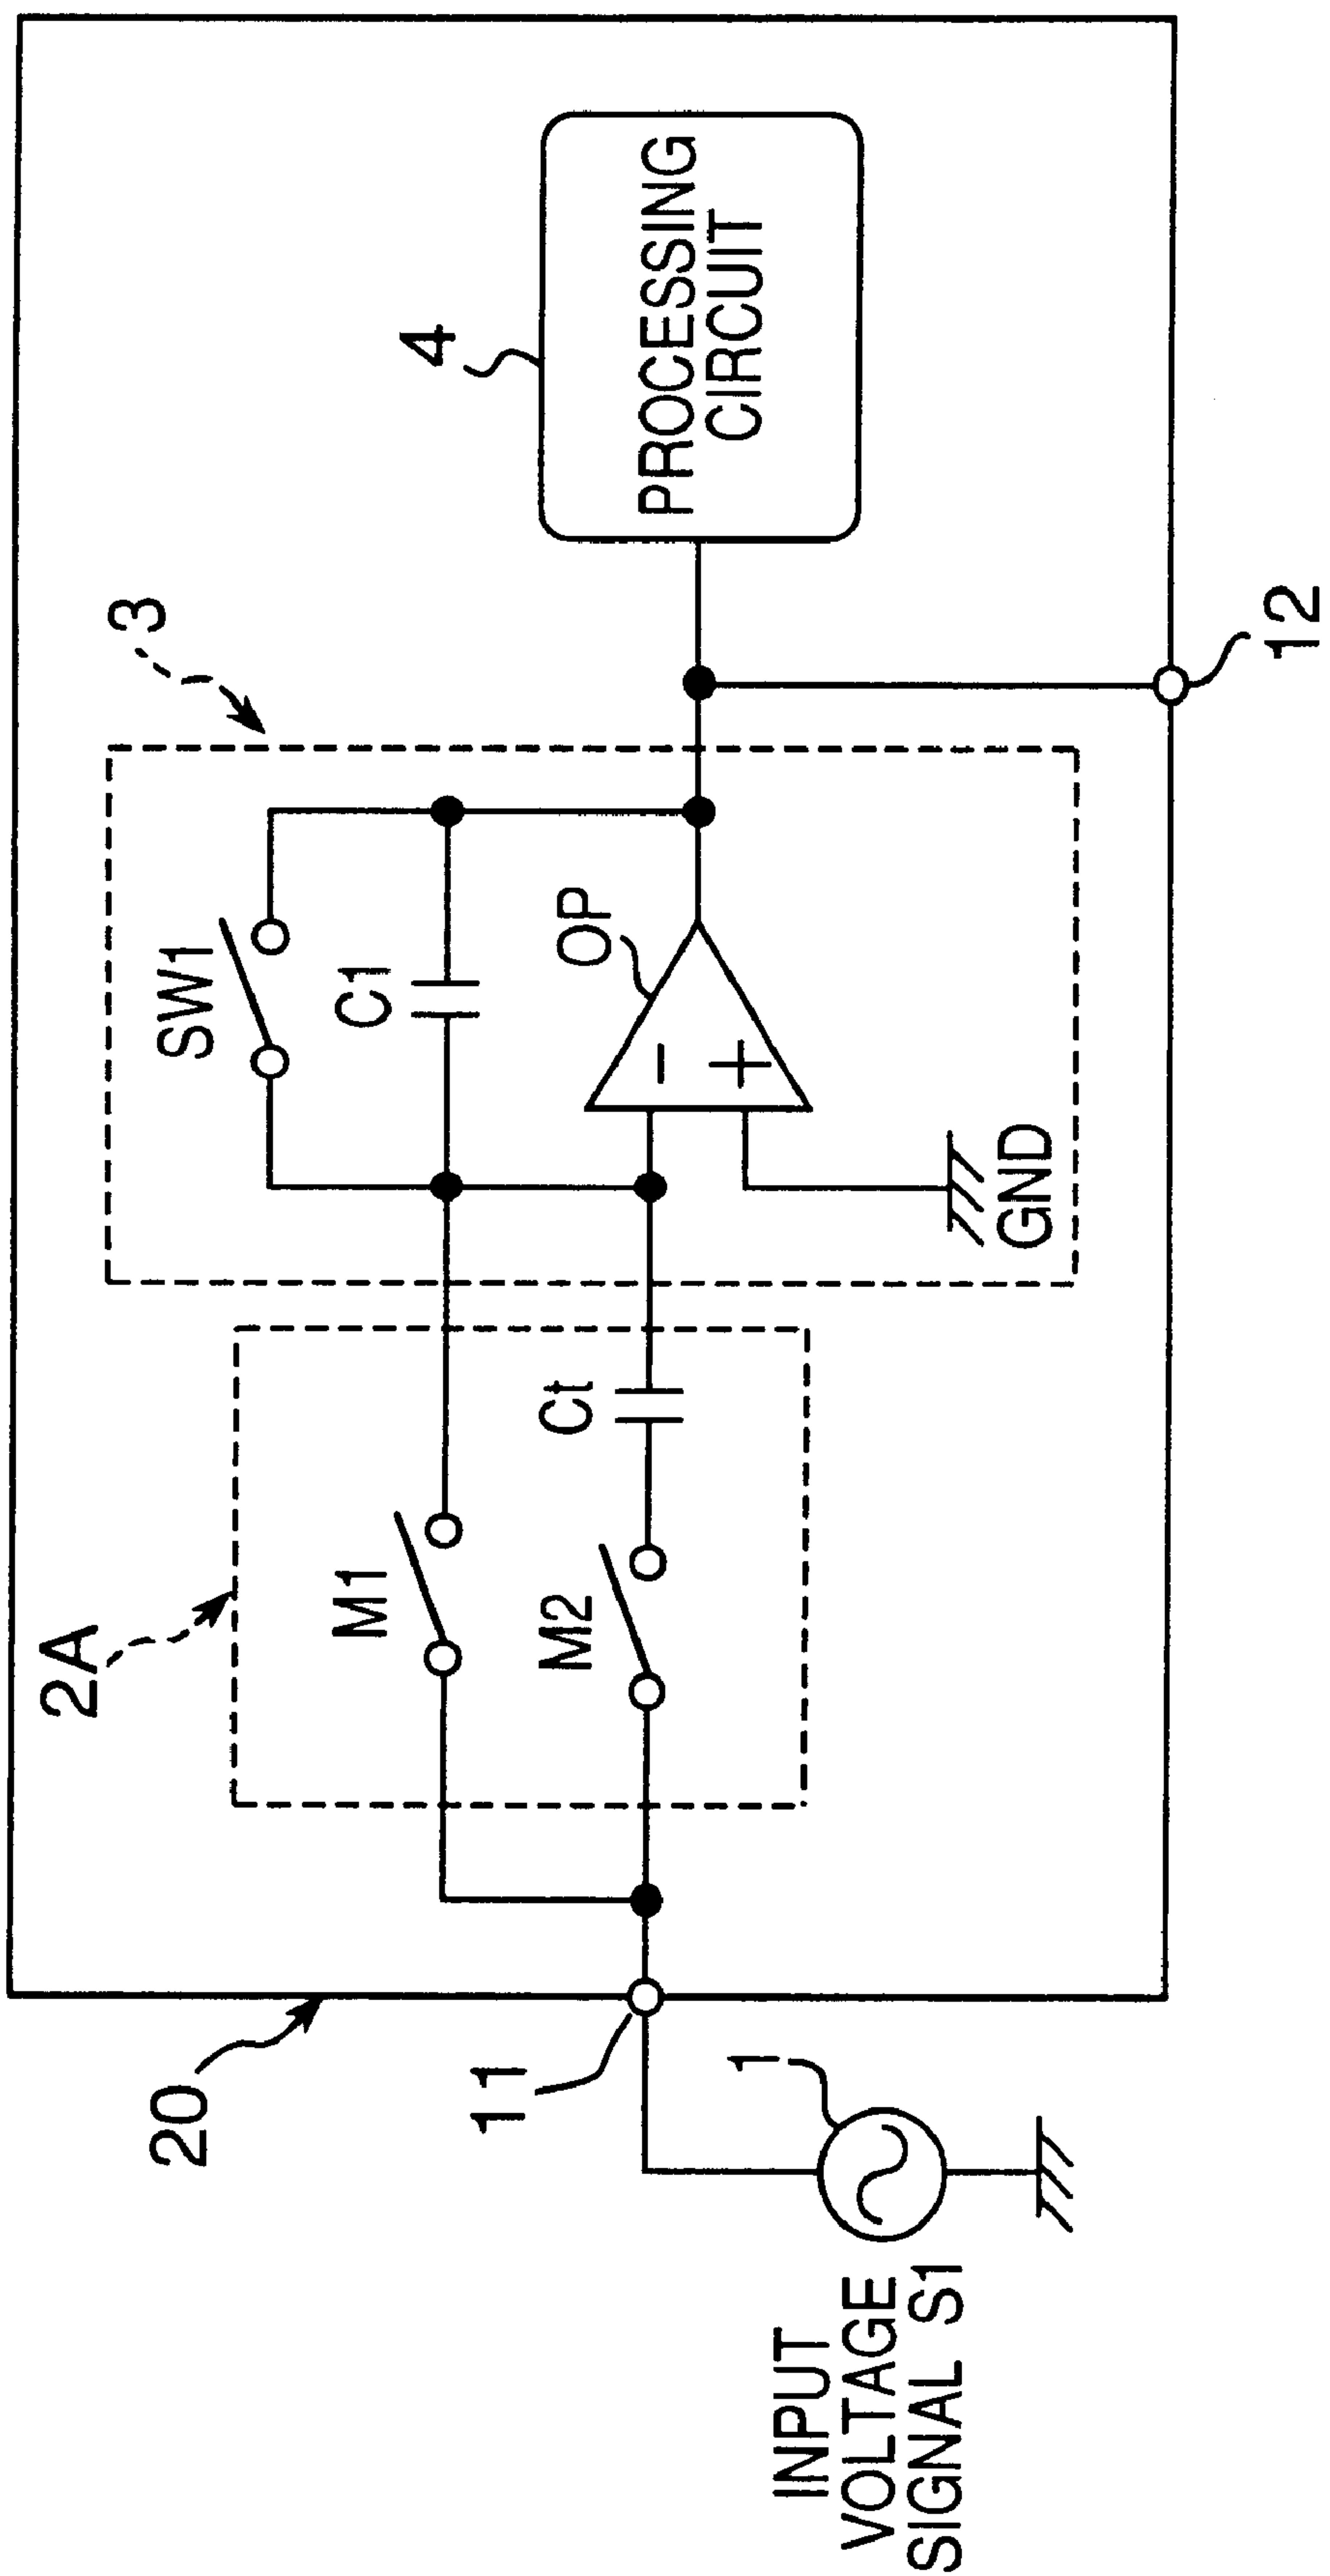 20
2A
3
4
SW1
C1
OP
M1
M2
Ct
−
+
GND
PROCESSING
CIRCUIT
11
12
1
INPUT
VOLTAGE
SIGNAL S1